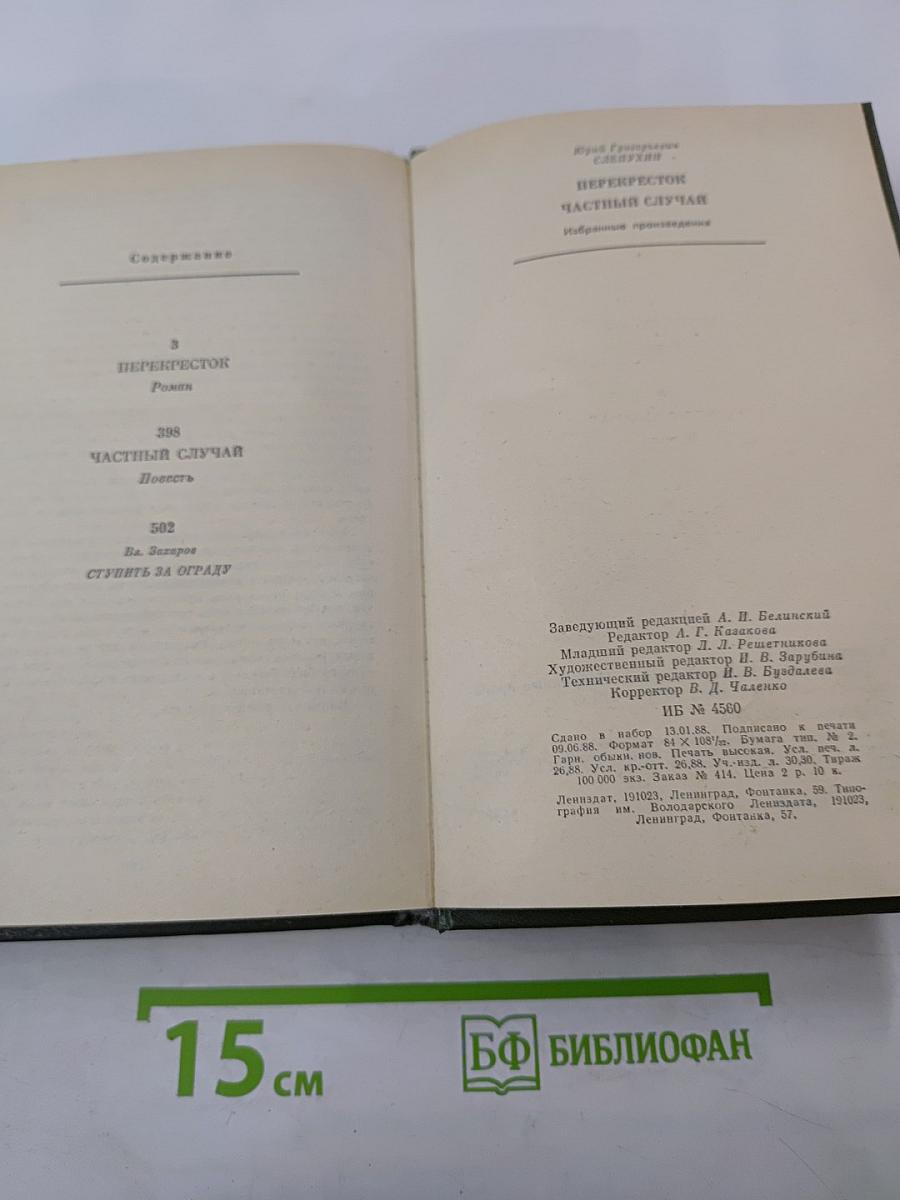 Содержание
3
ПЕРЕКРЕСТОК
Роман
398
ЧАСТНЫЙ СЛУЧАЙ
Повесть
502
Вл. Захаров
СТУПИТЬ ЗА ОГРАДУ
Юрий Григорьевич
СЛЕПУХИН
ПЕРЕКРЕСТОК
ЧАСТНЫЙ СЛУЧАЙ
Избранные произведения
Заведующий редакцией А. И. Белинский
Редактор А. Г. Казакова
Младший редактор Л. Л. Решетникова
Художественный редактор И. В. Зарубина
Технический редактор И. В. Буздалева
Корректор В. Д. Чаленко
ИБ № 4560
Сдано в набор 13.01.88. Подписано к печати
09.06.88. Формат 84×108¹/₃₂. Бумага тип. № 2.
Гарн. обыкн. нов. Печать высокая. Усл. печ. л.
26,88. Усл. кр.-отт. 26,88. Уч.-изд. л. 30,30. Тираж
100 000 экз. Заказ № 414. Цена 2 р. 10 к.
Лениздат, 191023, Ленинград, Фонтанка, 59. Типо-
графия им. Володарского Лениздата, 191023,
Ленинград, Фонтанка, 57.
15 см
БФ БИБЛИОФАН